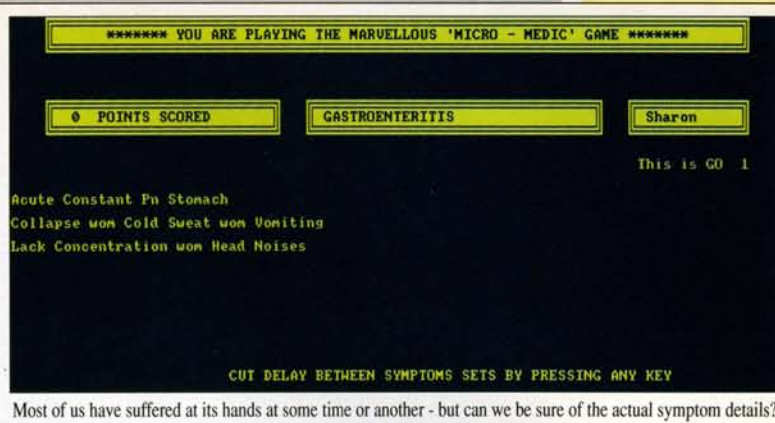 ******* YOU ARE PLAYING THE MARVELLOUS 'MICRO - MEDIC' GAME *******
0 POINTS SCORED
GASTROENTERITIS
Sharon
This is GO 1
Acute Constant Pn Stomach
Collapse wom Cold Sweat wom Vomiting
Lack Concentration wom Head Noises
CUT DELAY BETWEEN SYMPTOMS SETS BY PRESSING ANY KEY
Most of us have suffered at its hands at some time or another - but can we be sure of the actual symptom details?